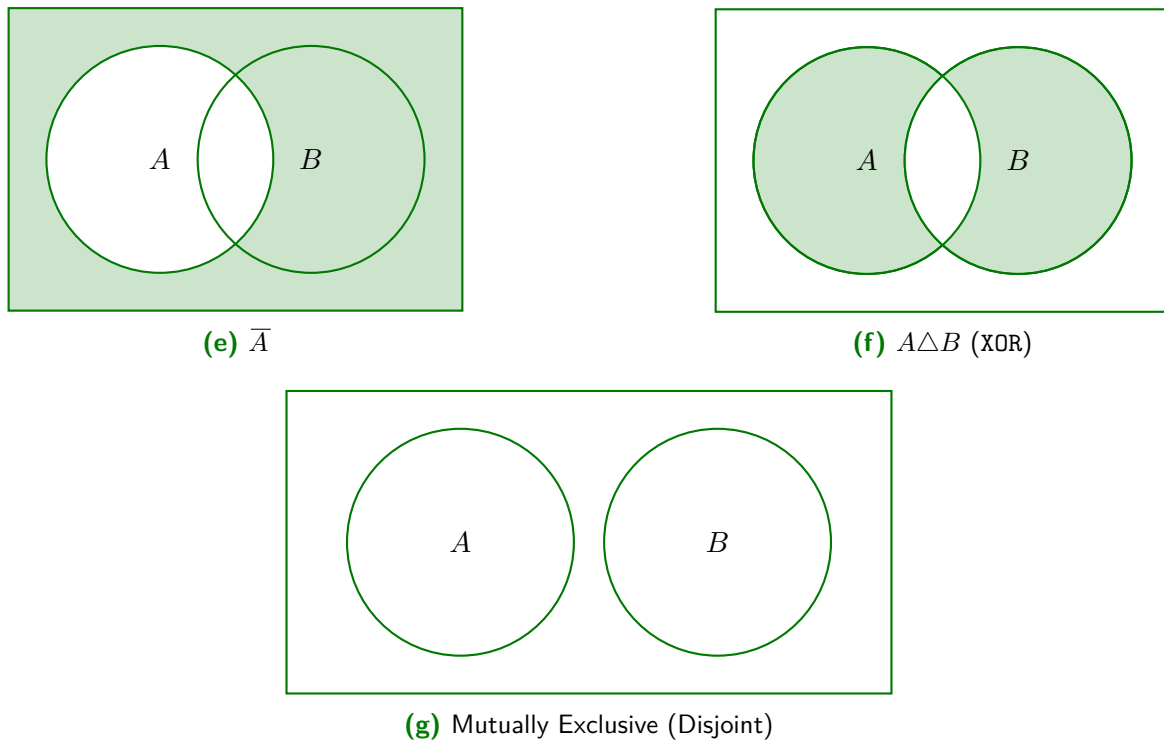 A B
A B
(e) A̅
(f) A△B (XOR)
A B
(g) Mutually Exclusive (Disjoint)